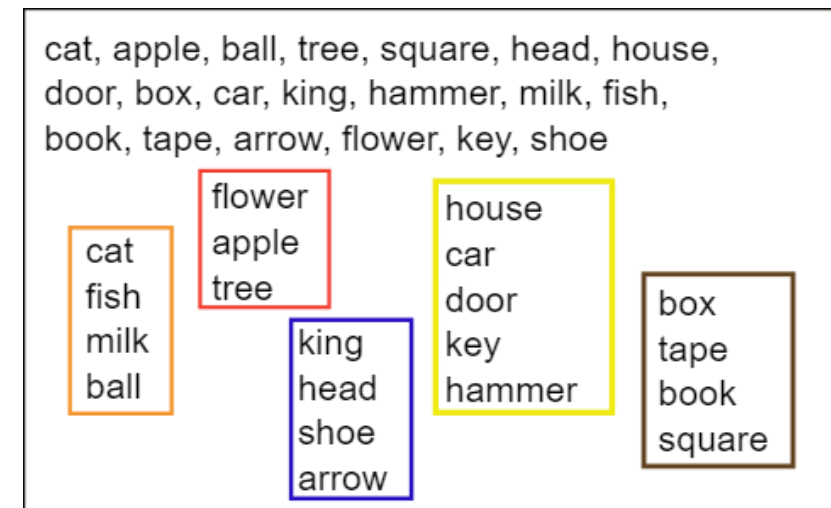 cat, apple, ball, tree, square, head, house,
door, box, car, king, hammer, milk, fish,
book, tape, arrow, flower, key, shoe
cat
fish
milk
ball
flower
apple
tree
king
head
shoe
arrow
house
car
door
key
hammer
box
tape
book
square